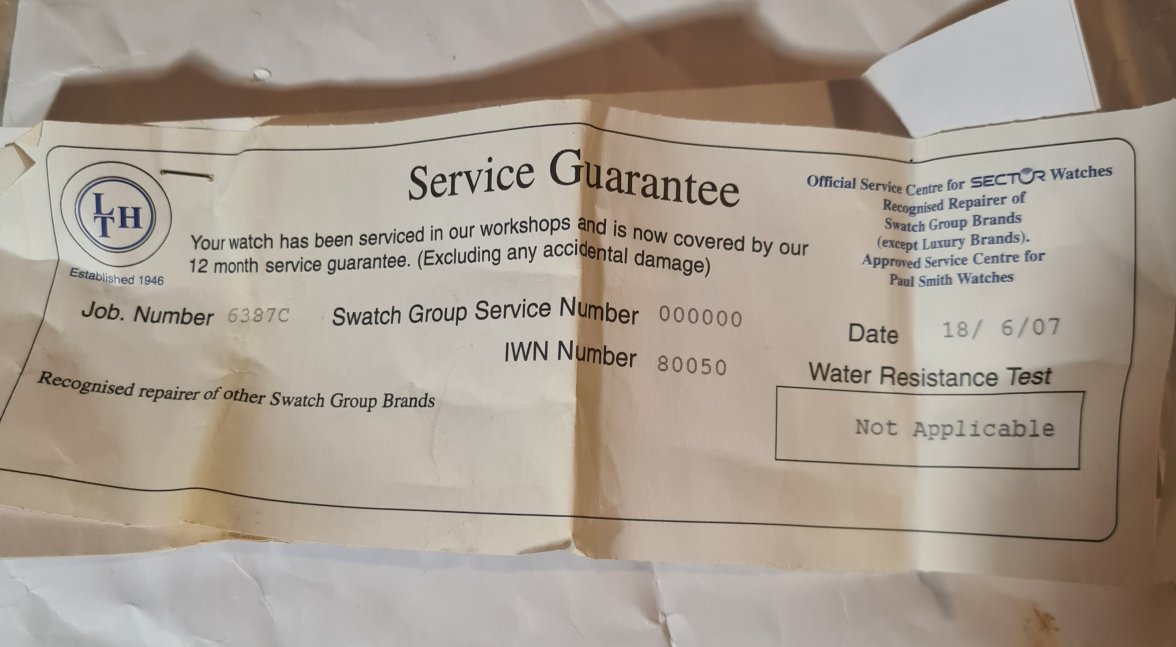 Service Guarantee
LTH
Established 1946
Your watch has been serviced in our workshops and is now covered by our
12 month service guarantee. (Excluding any accidental damage)
Job. Number 6387C Swatch Group Service Number 000000
IWN Number 80050
Recognised repairer of other Swatch Group Brands
Official Service Centre for SECTOR Watches
Recognised Repairer of
Swatch Group Brands
(except Luxury Brands).
Approved Service Centre for
Paul Smith Watches
Date 18/ 6/07
Water Resistance Test
Not Applicable